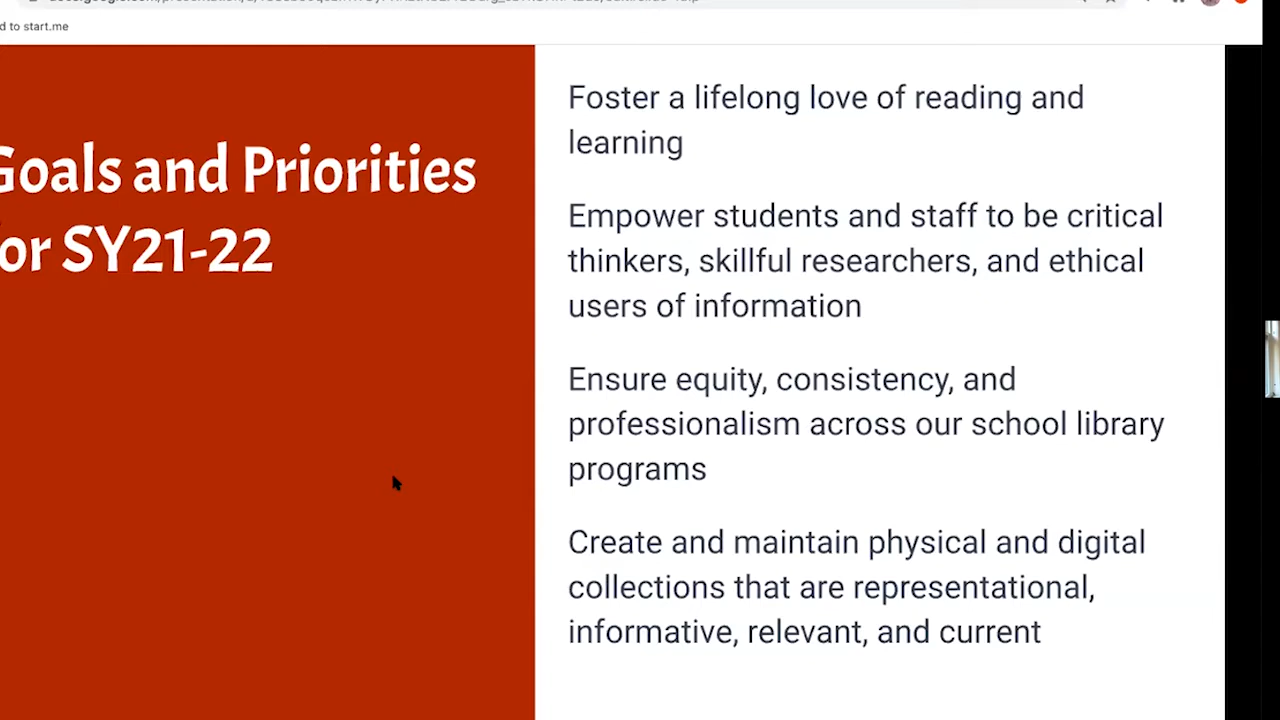 d to start.me
Goals and Priorities
for SY21-22
Foster a lifelong love of reading and
learning
Empower students and staff to be critical
thinkers, skillful researchers, and ethical
users of information
Ensure equity, consistency, and
professionalism across our school library
programs
Create and maintain physical and digital
collections that are representational,
informative, relevant, and current